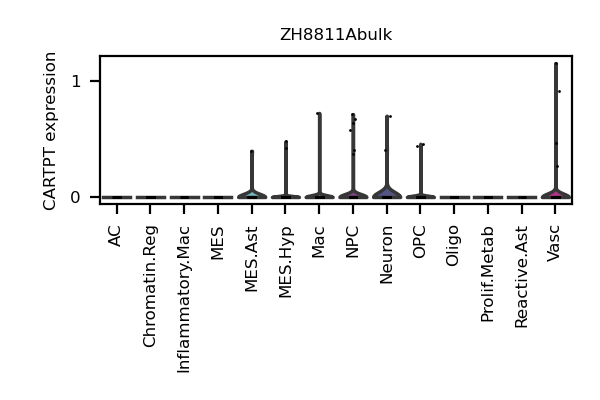 ZH8811Abulk
CARTPT expression
1
0
AC
Chromatin.Reg
Inflammatory.Mac
MES
MES.Ast
MES.Hyp
Mac
NPC
Neuron
OPC
Oligo
Prolif.Metab
Reactive.Ast
Vasc